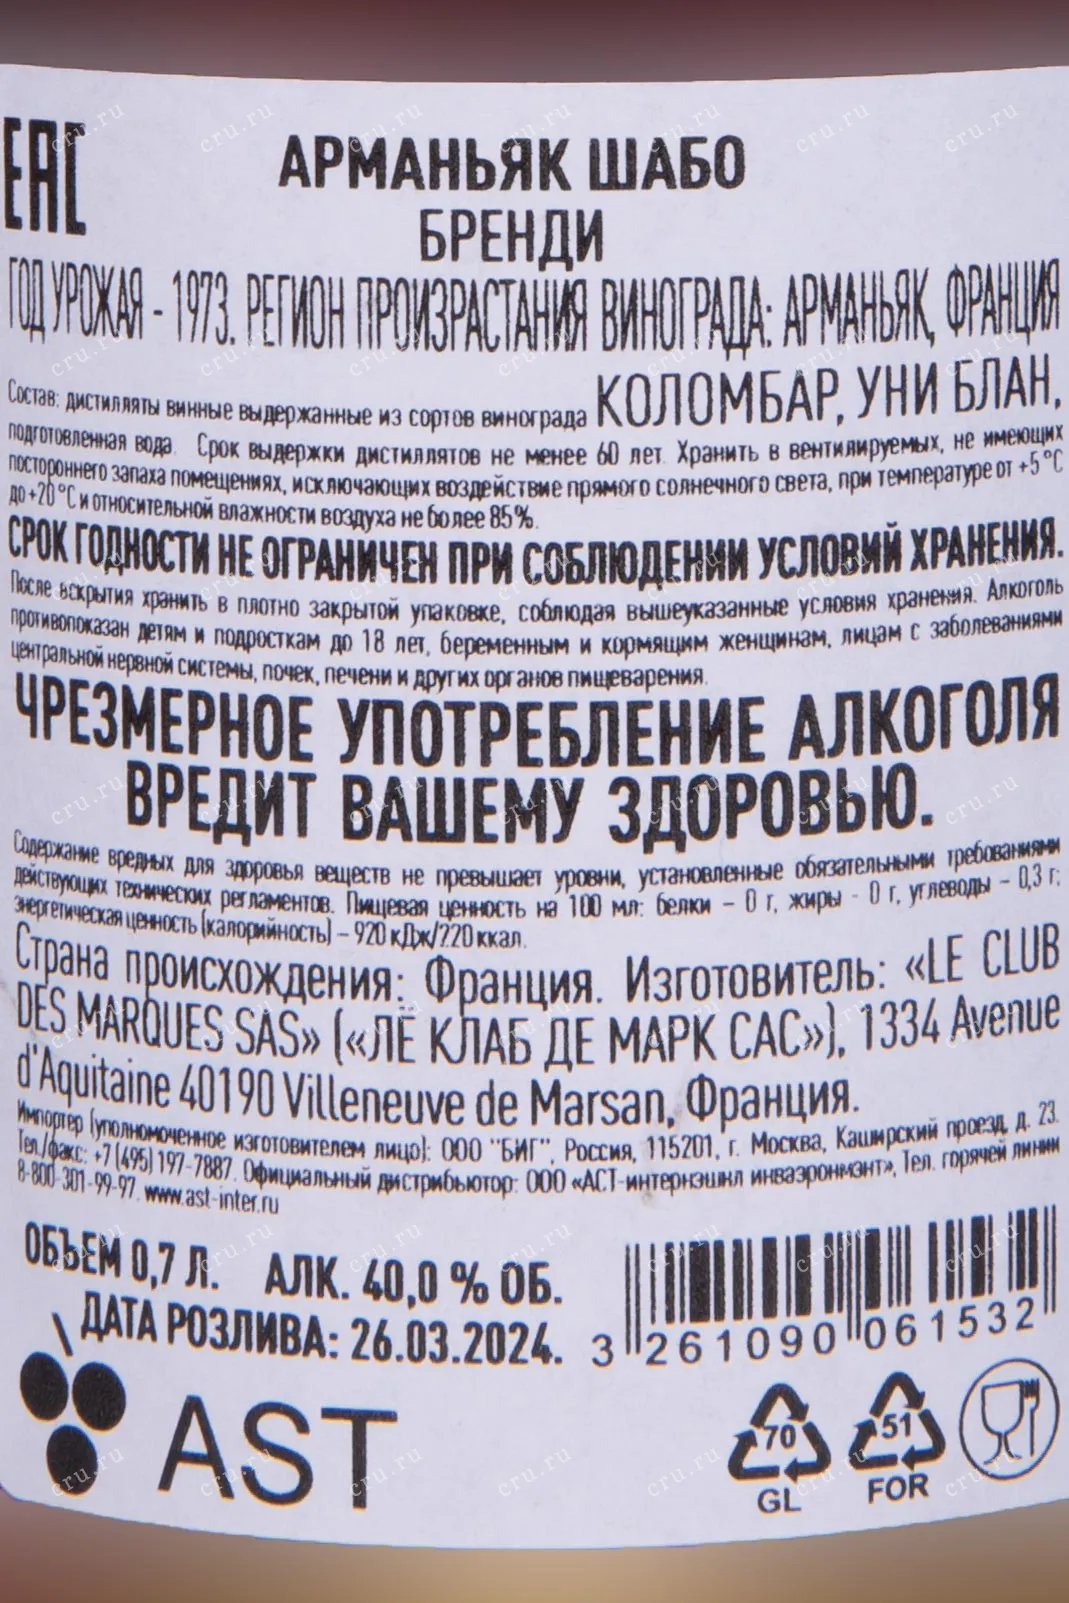 ЕАС
АРМАНЬЯК ШАБО
БРЕНДИ
ГОД УРОЖАЯ - 1973. РЕГИОН ПРОИЗРАСТАНИЯ ВИНОГРАДА: АРМАНЬЯК, ФРАНЦИЯ
Состав: дистилляты винные выдержанные из сортов винограда КОЛОМБАР, УНИ БЛАН,
подготовленная вода. Срок выдержки дистиллятов не менее 60 лет. Хранить в вентилируемых, не имеющих
постороннего запаха помещениях, исключающих воздействие прямого солнечного света, при температуре от +5°С
до +20°С и относительной влажности воздуха не более 85%.
СРОК ГОДНОСТИ НЕ ОГРАНИЧЕН ПРИ СОБЛЮДЕНИИ УСЛОВИЙ ХРАНЕНИЯ.
После вскрытия хранить в плотно закрытой упаковке, соблюдая вышеуказанные условия хранения. Алкоголь
противопоказан детям и подросткам до 18 лет, беременным и кормящим женщинам, лицам с заболеваниями
центральной нервной системы, почек, печени и других органов пищеварения.
ЧРЕЗМЕРНОЕ УПОТРЕБЛЕНИЕ АЛКОГОЛЯ
ВРЕДИТ ВАШЕМУ ЗДОРОВЬЮ.
Содержание вредных для здоровья веществ не превышает уровни, установленные обязательными требованиями
действующих технических регламентов. Пищевая ценность на 100 мл: белки – 0 г, жиры - 0 г, углеводы – 0,3 г;
энергетическая ценность (калорийность) – 920 кДж/220 ккал.
Страна происхождения: Франция. Изготовитель: «LE CLUB
DES MARQUES SAS» («ЛЁ КЛАБ ДЕ МАРК САС»), 1334 Avenue
d'Aquitaine 40190 Villeneuve de Marsan, Франция.
Импортер (уполномоченное изготовителем лицо): ООО "БИГ", Россия, 115201, г. Москва, Каширский проезд, д. 23.
Тел./факс: +7 (495) 197-7887. Официальный дистрибьютор: ООО «АСТ-интернэшнл инваэронмэнт», Тел. горячей линии
8-800-301-99-97. www.ast-inter.ru
ОБЪЕМ 0,7 Л. АЛК. 40,0 % ОБ.
ДАТА РОЗЛИВА: 26.03.2024.
3 261090 061532
AST
70
GL
51
FOR
cru.ru